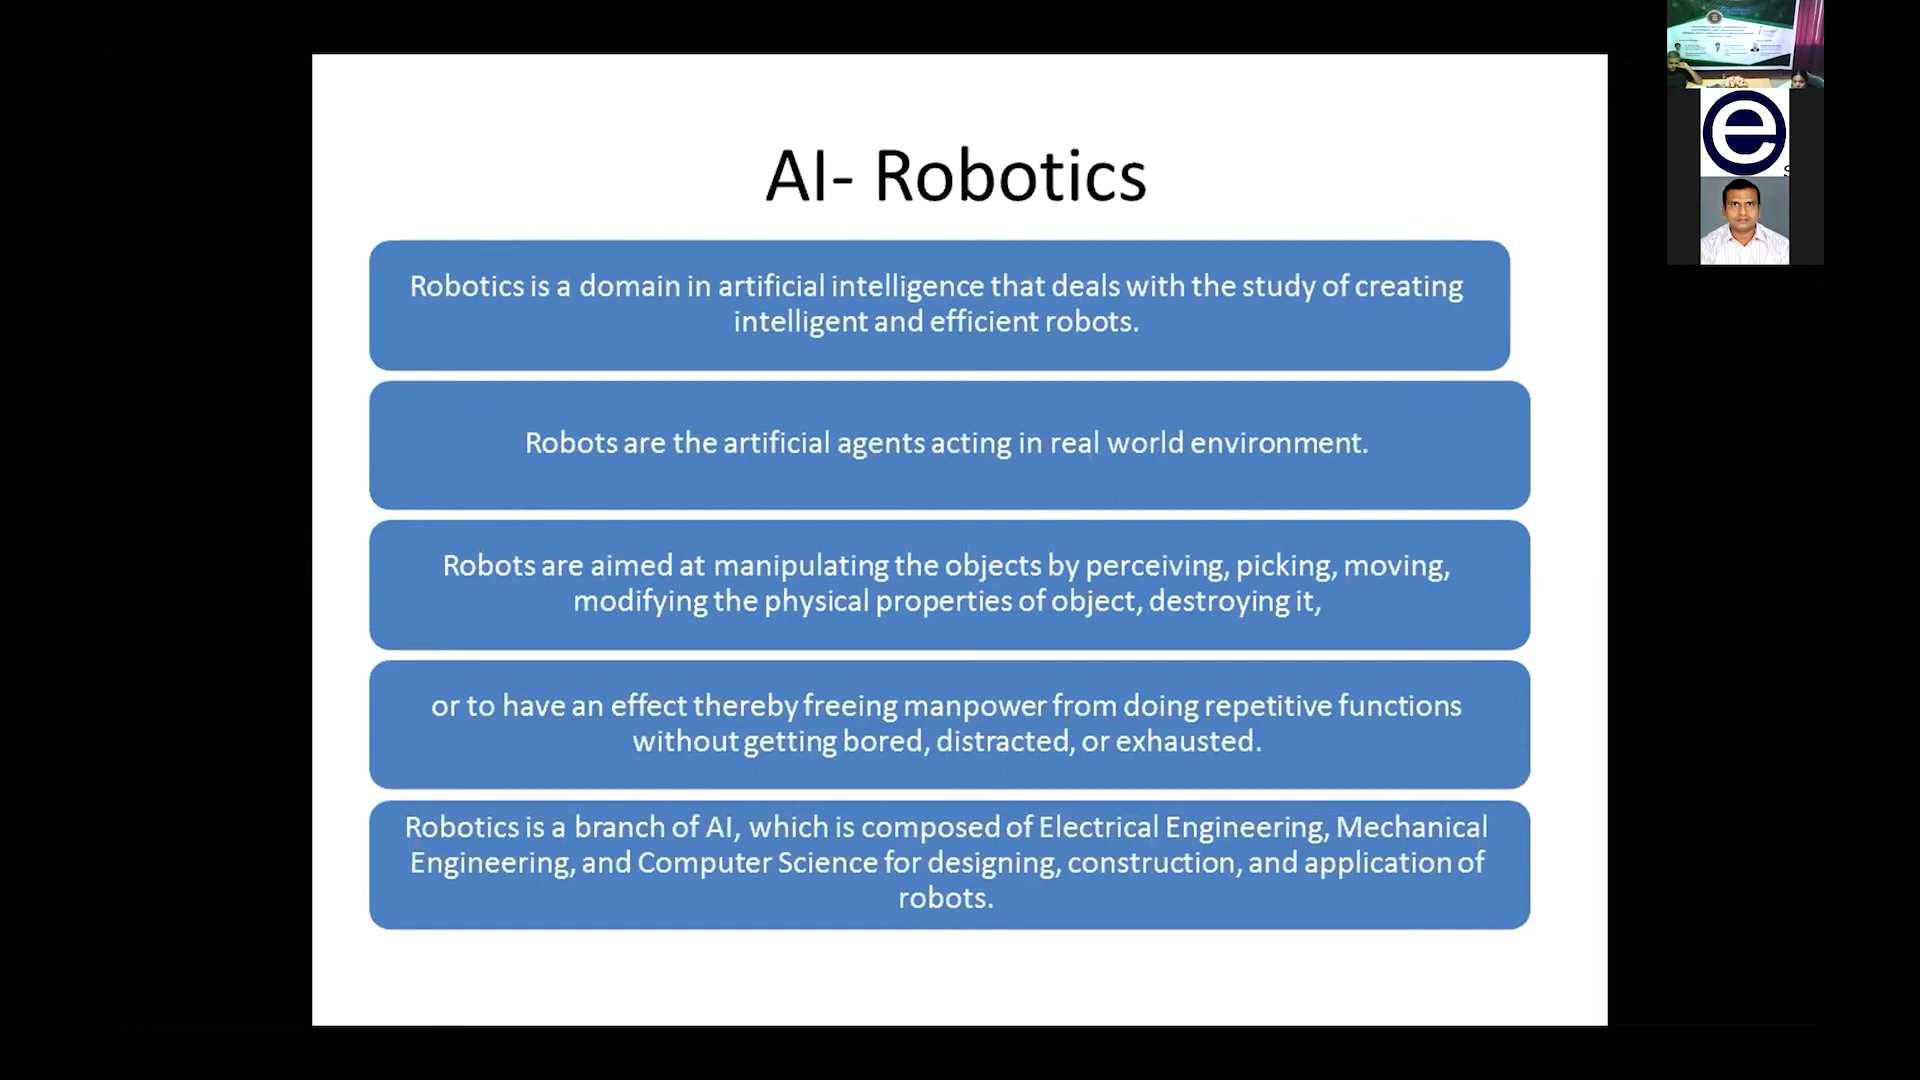 AI- Robotics
Robotics is a domain in artificial intelligence that deals with the study of creating
intelligent and efficient robots.
Robots are the artificial agents acting in real world environment.
Robots are aimed at manipulating the objects by perceiving, picking, moving,
modifying the physical properties of object, destroying it,
or to have an effect thereby freeing manpower from doing repetitive functions
without getting bored, distracted, or exhausted.
Robotics is a branch of AI, which is composed of Electrical Engineering, Mechanical
Engineering, and Computer Science for designing, construction, and application of
robots.
e